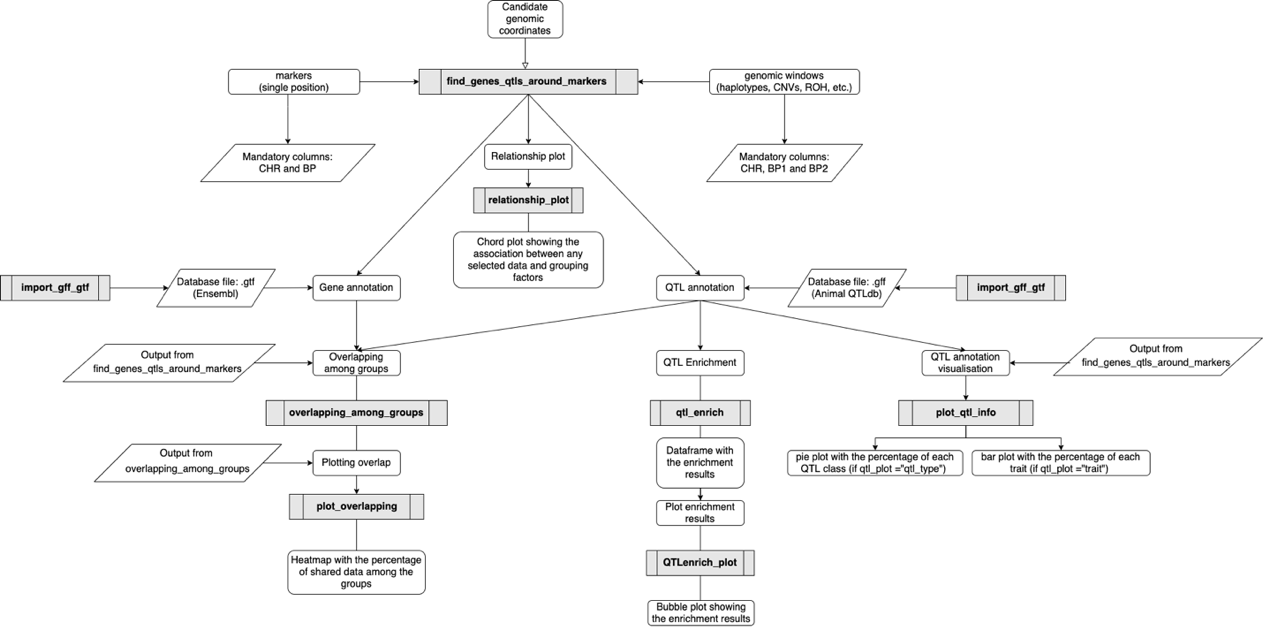 Candidate
genomic
coordinates
markers
(single position)
find_genes_qtls_around_markers
genomic windows
(haplotypes, CNVs, ROH, etc.)
Mandatory columns:
CHR and BP
Relationship plot
Mandatory columns:
CHR, BP1 and BP2
relationship_plot
Chord plot showing the
association between any
selected data and grouping
factors
import_gff_gtf
Database file: .gtf
(Ensembl)
Gene annotation
QTL annotation
Database file: .gff
(Animal QTLdb)
import_gff_gtf
Output from
find_genes_qtls_around_markers
Overlapping
among groups
QTL Enrichment
QTL annotation
visualisation
Output from
find_genes_qtls_around_markers
overlapping_among_groups
qtl_enrich
plot_qtl_info
Output from
overlapping_among_groups
Plotting overlap
Dataframe with
the enrichment
results
pie plot with the percentage of each
QTL class (if qtl_plot ="qtl_type")
bar plot with the percentage of each
trait (if qtl_plot ="trait")
plot_overlapping
Plot enrichment
results
Heatmap with the percentage
of shared data among the
groups
QTLenrich_plot
Bubble plot showing
the enrichment results